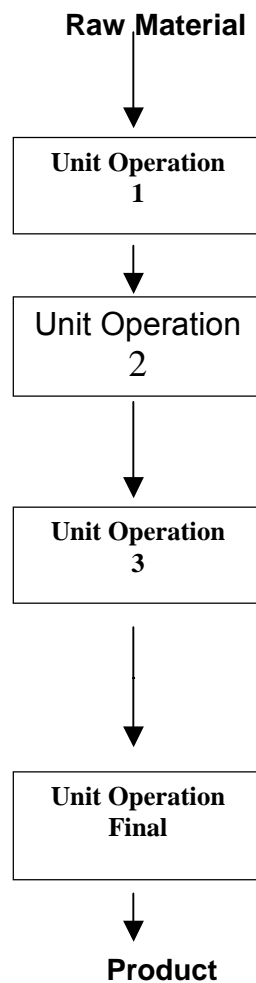 Raw Material
Unit Operation
1
Unit Operation
2
Unit Operation
3
Unit Operation
Final
Product